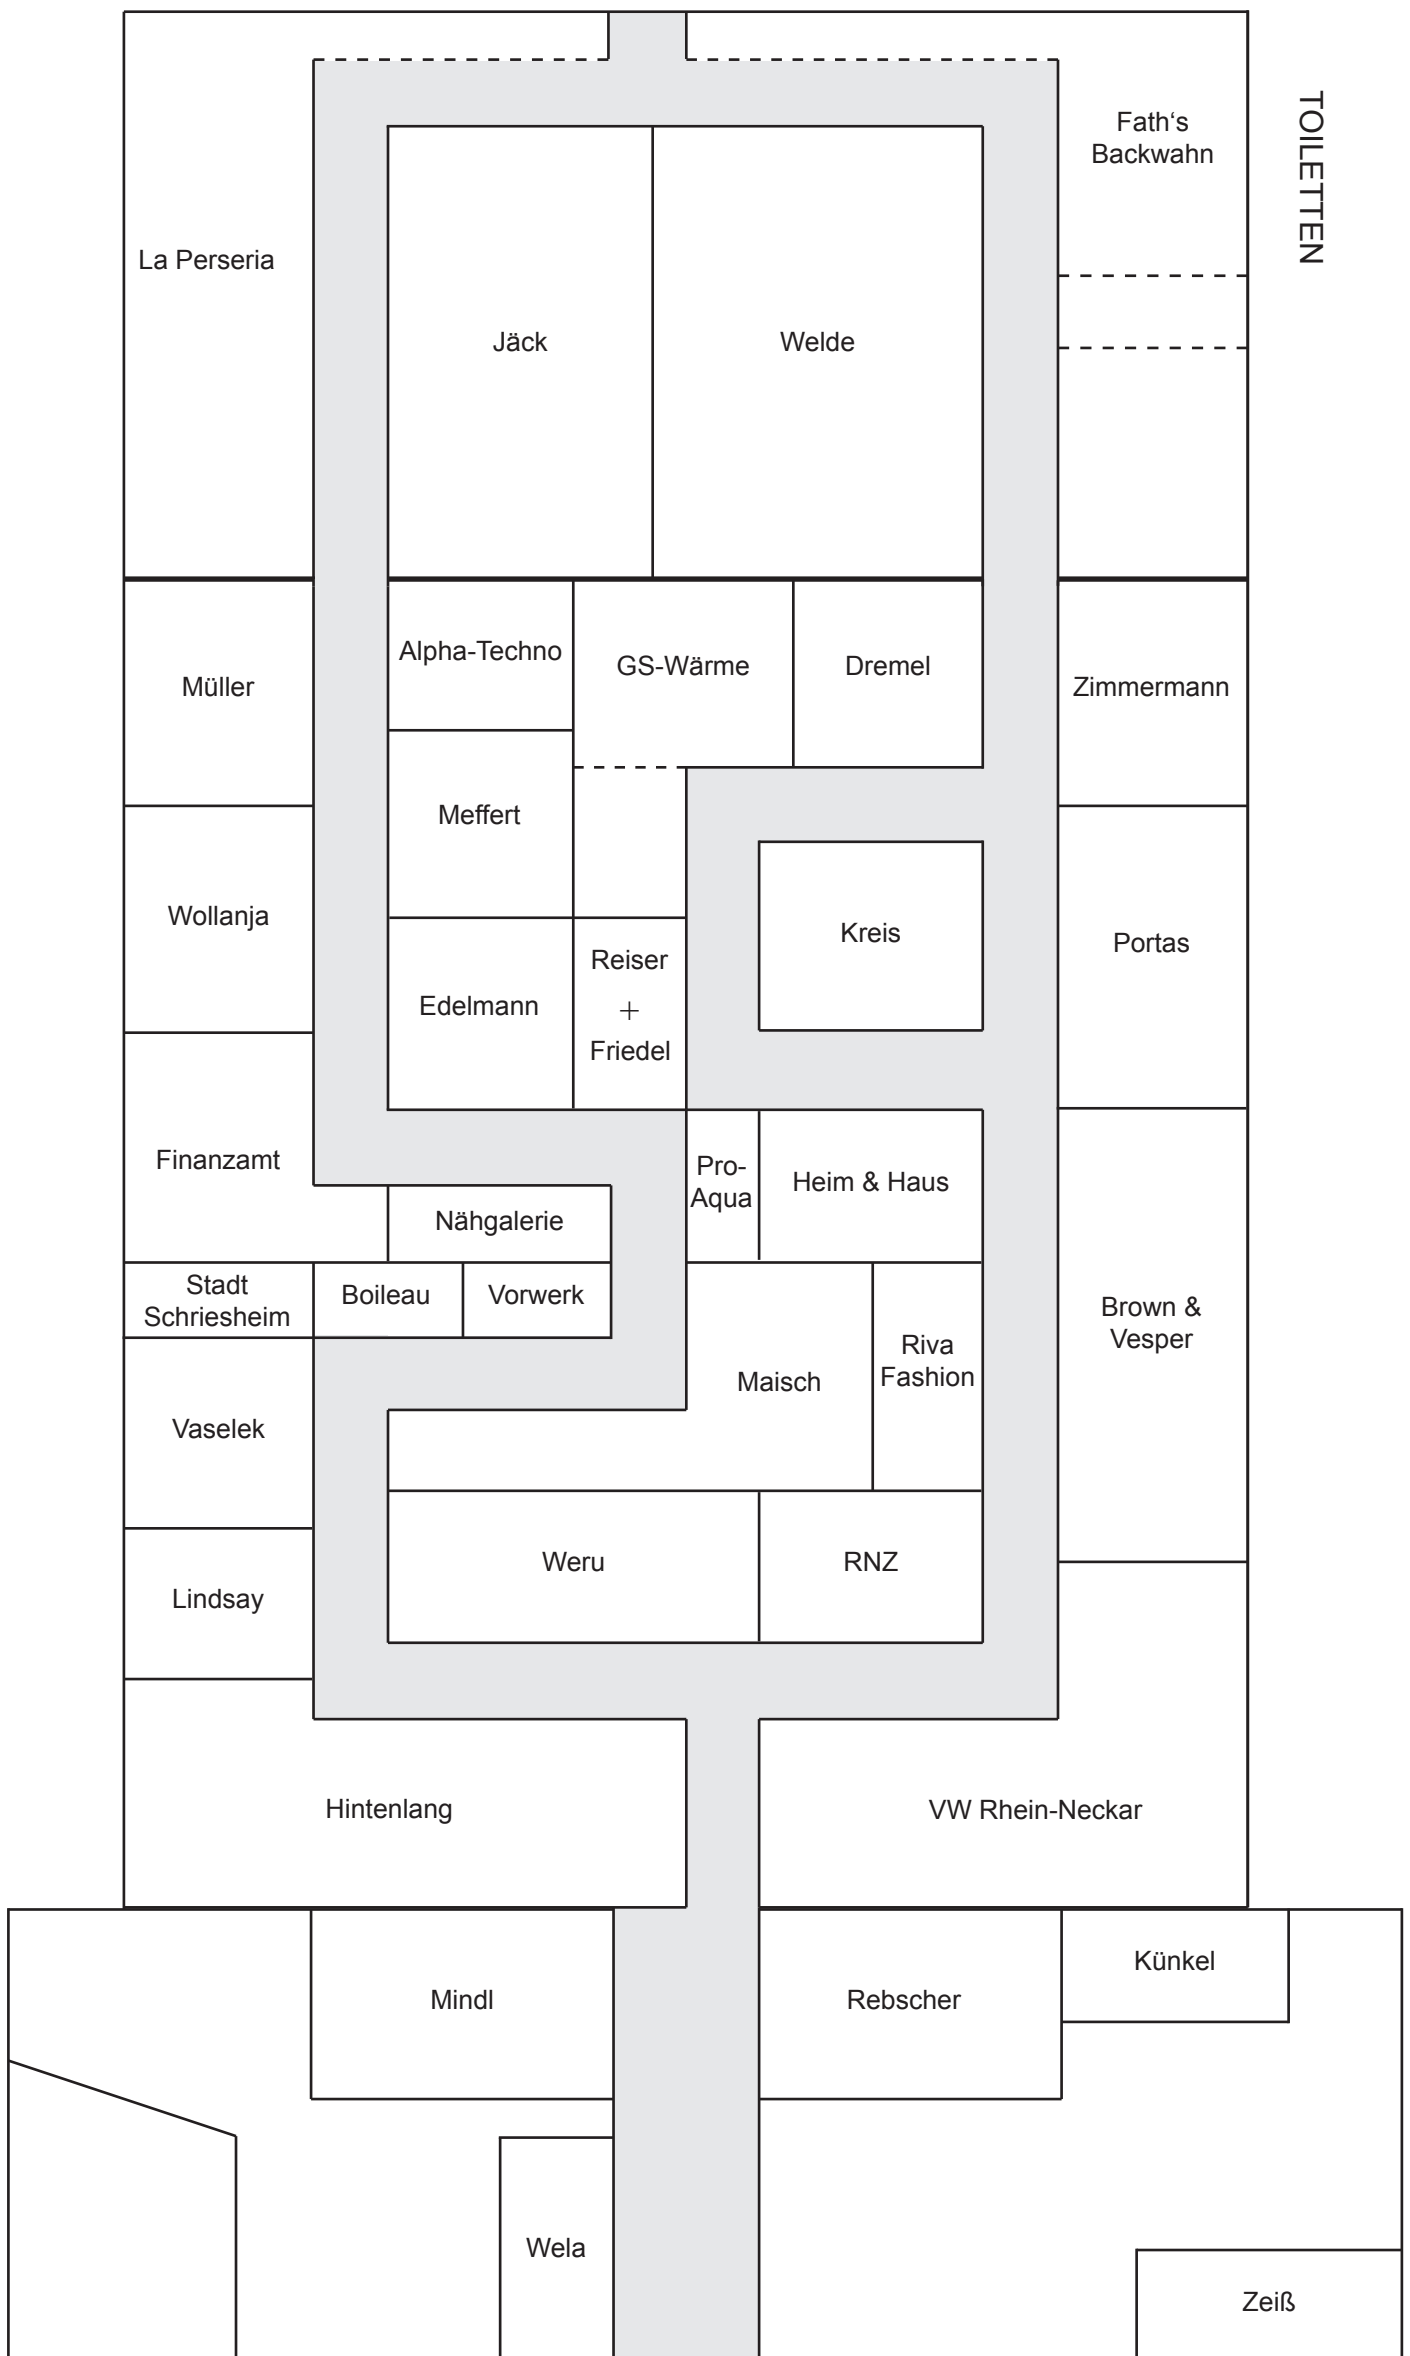 TOILETTEN
Fath‘s
Backwahn
La Perseria
Jäck
Welde
Alpha-Techno
GS-Wärme
Dremel
Müller
Zimmermann
Meffert
Wollanja
Kreis
Portas
Reiser
+
Friedel
Edelmann
Finanzamt
Pro-
Aqua
Heim & Haus
Nähgalerie
Stadt
Schriesheim
Boileau
Vorwerk
Brown &
Vesper
Riva
Fashion
Maisch
Vaselek
Weru
RNZ
Lindsay
Hintenlang
VW Rhein-Neckar
Künkel
Mindl
Rebscher
Wela
Zeiß